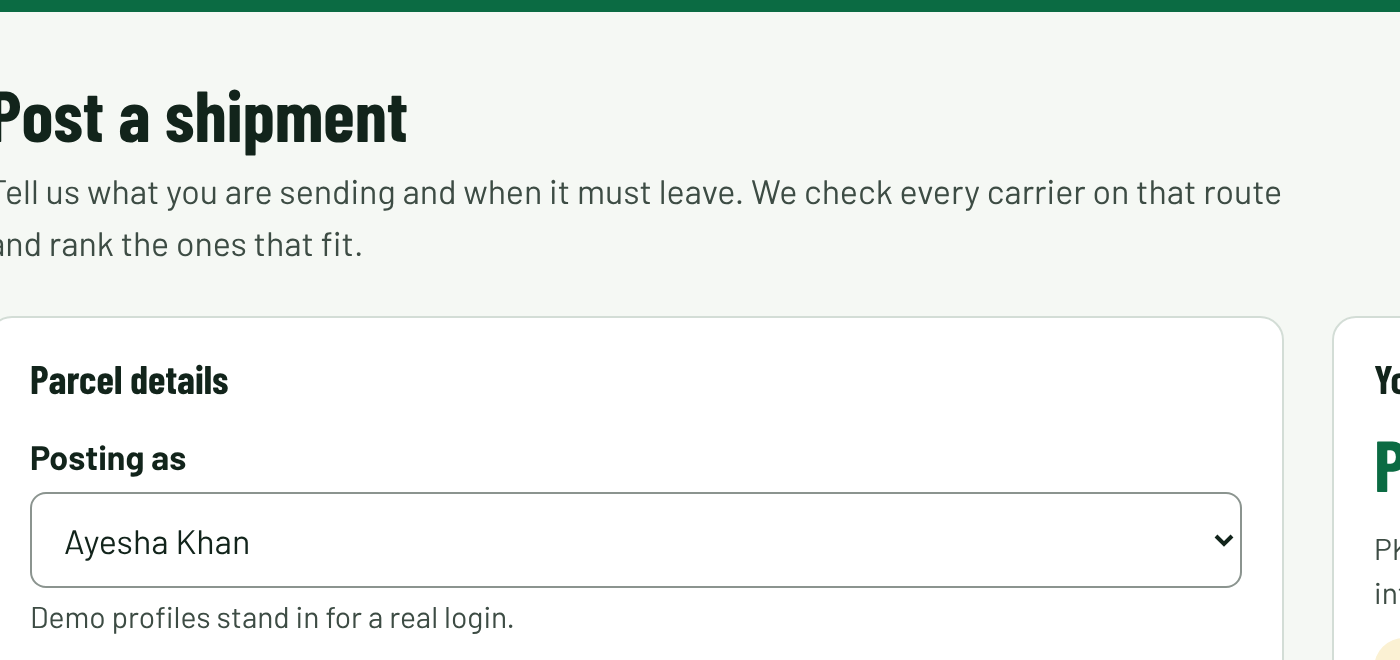 Post a shipment
Tell us what you are sending and when it must leave. We check every carrier on that route
and rank the ones that fit.
Parcel details
Posting as
Ayesha Khan
Demo profiles stand in for a real login.